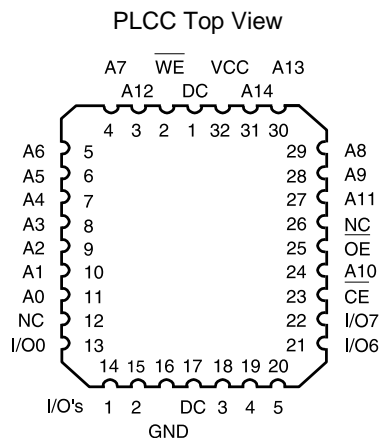 PLCC Top View
A7 WE VCC A13
A12 DC A14
4 3 2 1 32 31 30
A6 5 29 A8
A5 6 28 A9
A4 7 27 A11
A3 8 26 NC
A2 9 25 OE
A1 10 24 A10
A0 11 23 CE
NC 12 22 I/O7
I/O0 13 21 I/O6
14 15 16 17 18 19 20
I/O's 1 2 DC 3 4 5
GND